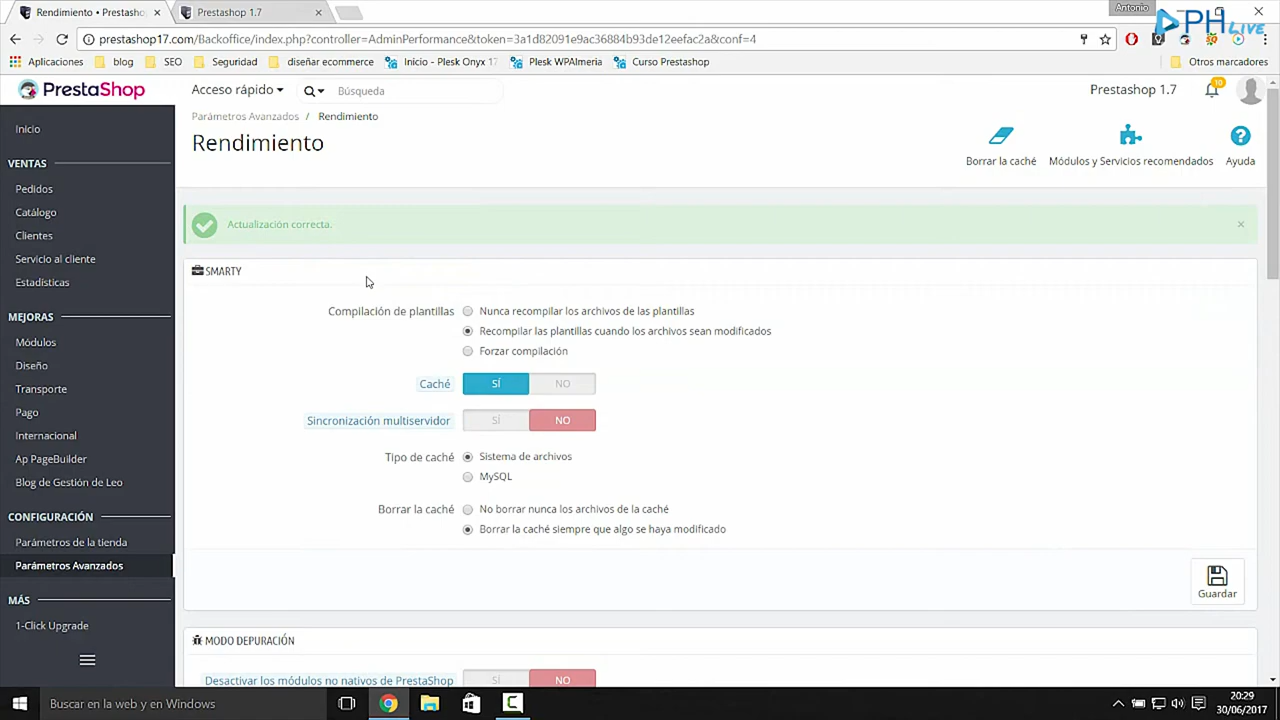 Rendimiento • Prestasho
Prestashop 1.7
Antonio
PH LIVE
prestashop17.com/Backoffice/index.php?controller=AdminPerformance&token=3a1d82091e9ac36884b93de12eefac2a&conf=4
Aplicaciones
blog
SEO
Seguridad
diseñar ecommerce
Inicio - Plesk Onyx 17
Plesk WPAlmeria
Curso Prestashop
Otros marcadores
PrestaShop
Acceso rápido
Búsqueda
Prestashop 1.7
10
Inicio
VENTAS
Pedidos
Catálogo
Clientes
Servicio al cliente
Estadísticas
MEJORAS
Módulos
Diseño
Transporte
Pago
Internacional
Ap PageBuilder
Blog de Gestión de Leo
CONFIGURACIÓN
Parámetros de la tienda
Parámetros Avanzados
MÁS
1-Click Upgrade
Parámetros Avanzados / Rendimiento
Rendimiento
Borrar la caché
Módulos y Servicios recomendados
Ayuda
Actualización correcta.
SMARTY
Compilación de plantillas
Nunca recompilar los archivos de las plantillas
Recompilar las plantillas cuando los archivos sean modificados
Forzar compilación
Caché
SÍ NO
Sincronización multiservidor
SÍ NO
Tipo de caché
Sistema de archivos
MySQL
Borrar la caché
No borrar nunca los archivos de la caché
Borrar la caché siempre que algo se haya modificado
Guardar
MODO DEPURACIÓN
Desactivar los módulos no nativos de PrestaShop
SÍ NO
Buscar en la web y en Windows
20:29
30/06/2017